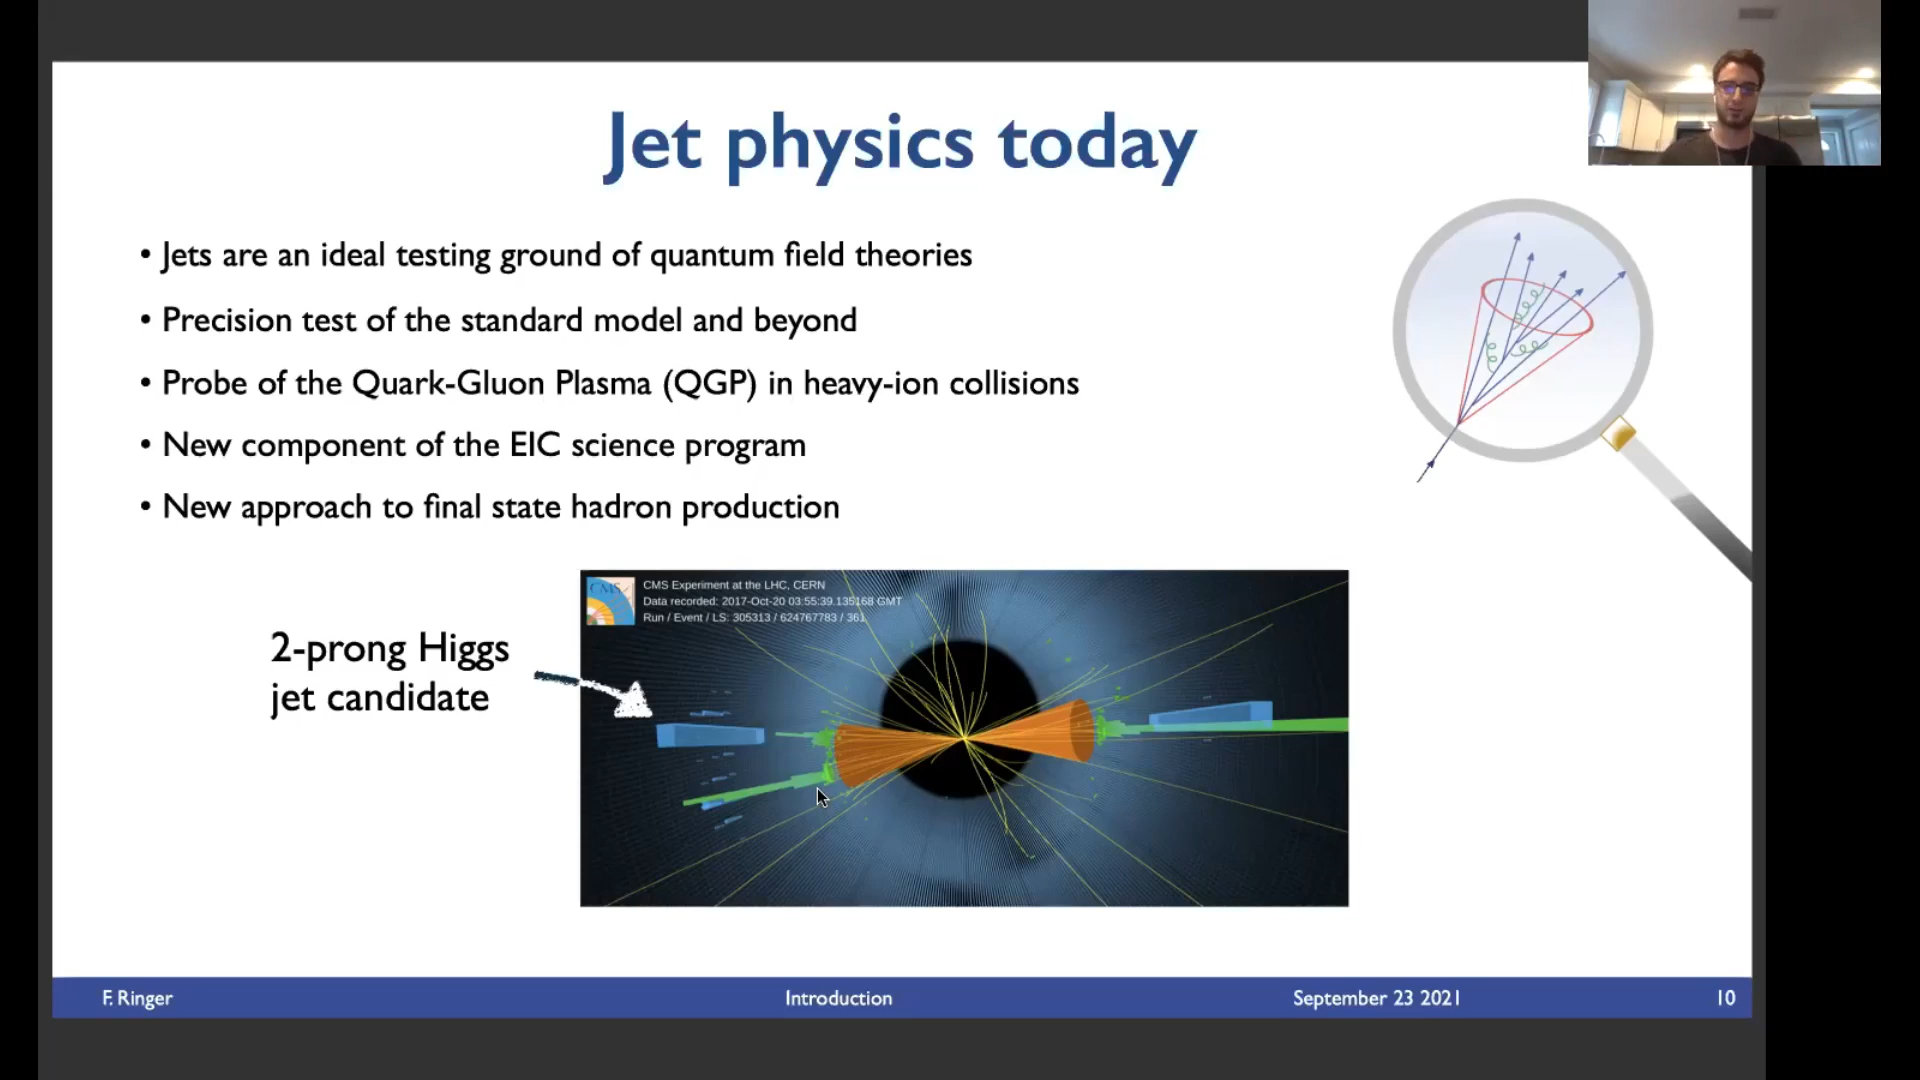 Jet physics today
• Jets are an ideal testing ground of quantum field theories
• Precision test of the standard model and beyond
• Probe of the Quark-Gluon Plasma (QGP) in heavy-ion collisions
• New component of the EIC science program
• New approach to final state hadron production
CMS
CMS Experiment at the LHC, CERN
Data recorded: 2017-Oct-20 03:55:39.135168 GMT
Run / Event / LS: 305313 / 624767783 / 361
2-prong Higgs
jet candidate
F. Ringer
Introduction
September 23 2021
10